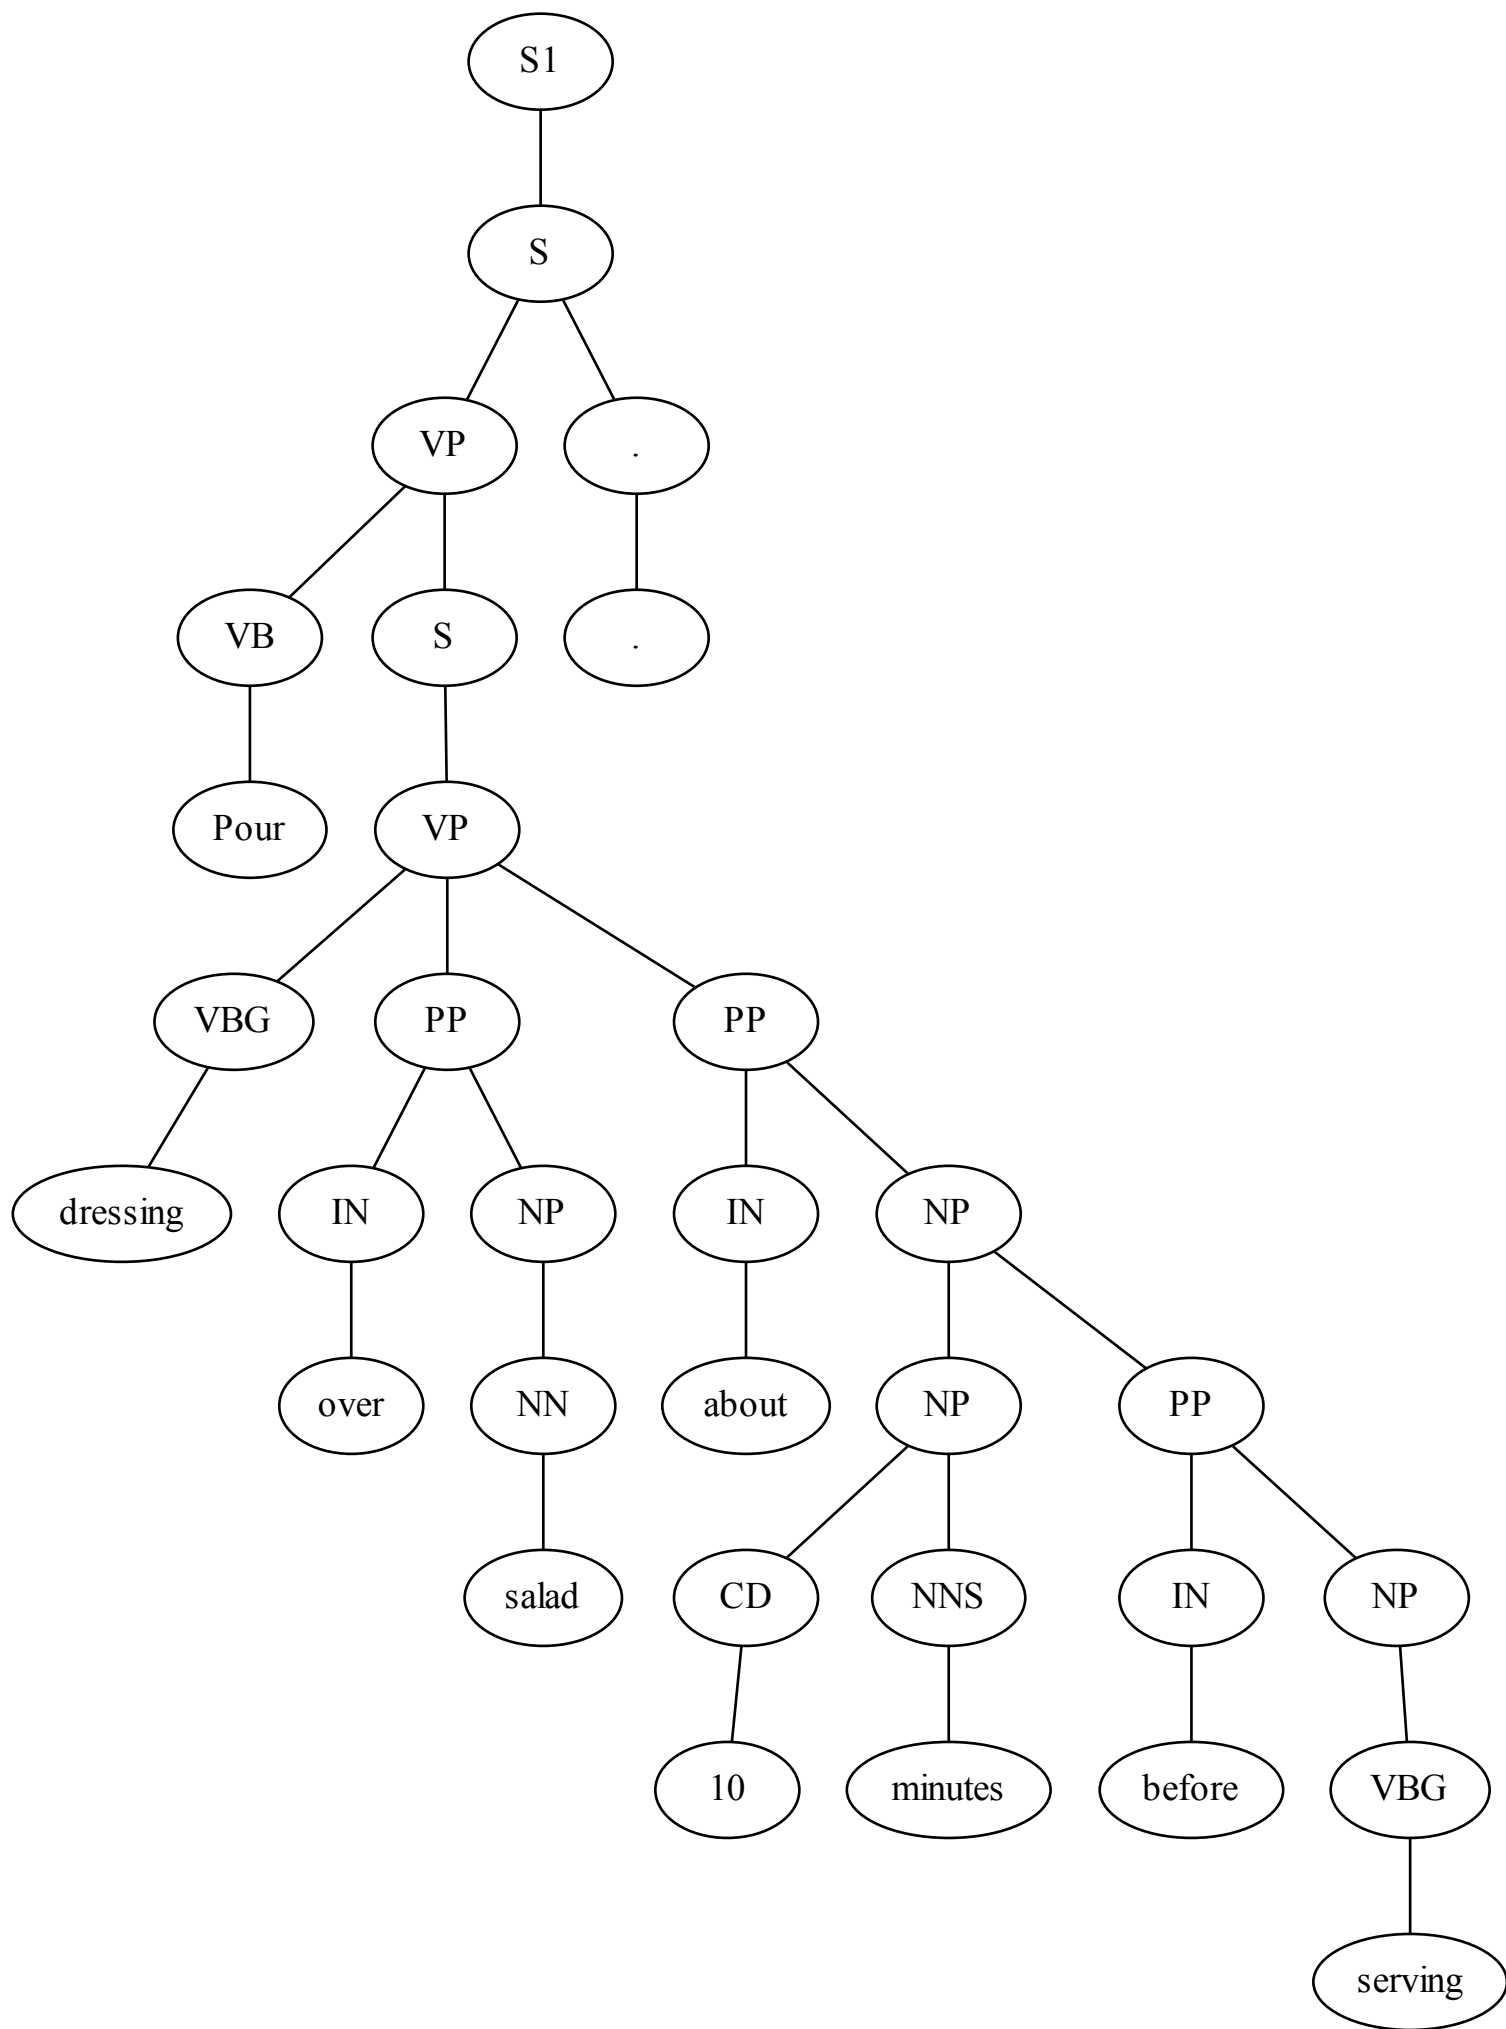 S1
S
VP .
VB S .
Pour VP
VBG PP PP
dressing IN NP IN NP
over NN about NP PP
salad CD NNS IN NP
10 minutes before VBG
serving